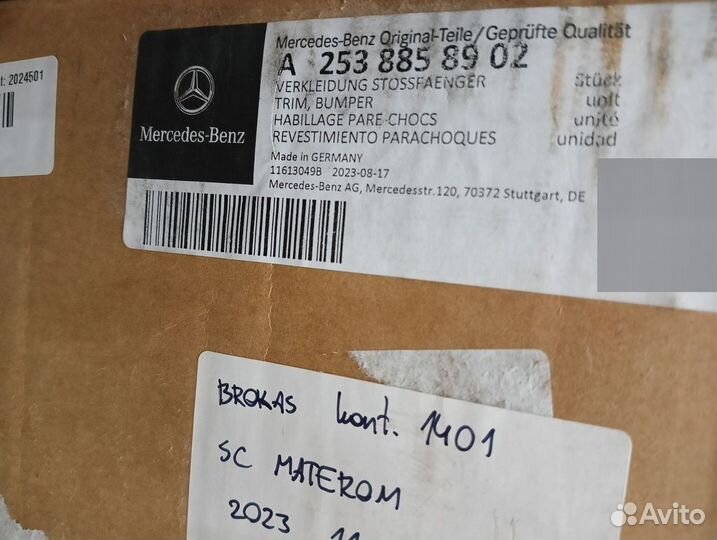 t: 2024501
Mercedes-Benz
Mercedes-Benz Original-Teile/Geprüfte Qualität
A 253 885 89 02
VERKLEIDUNG STOSSFAENGER Stück
TRIM, BUMPER unit
HABILLAGE PARE-CHOCS unité
REVESTIMIENTO PARACHOQUES unidad
Made in GERMANY
11613049B 2023-08-17
Mercedes-Benz AG, Mercedesstr.120, 70372 Stuttgart, DE
BROKAS kont. 1401
SC MATEROM
2023 11
Avito